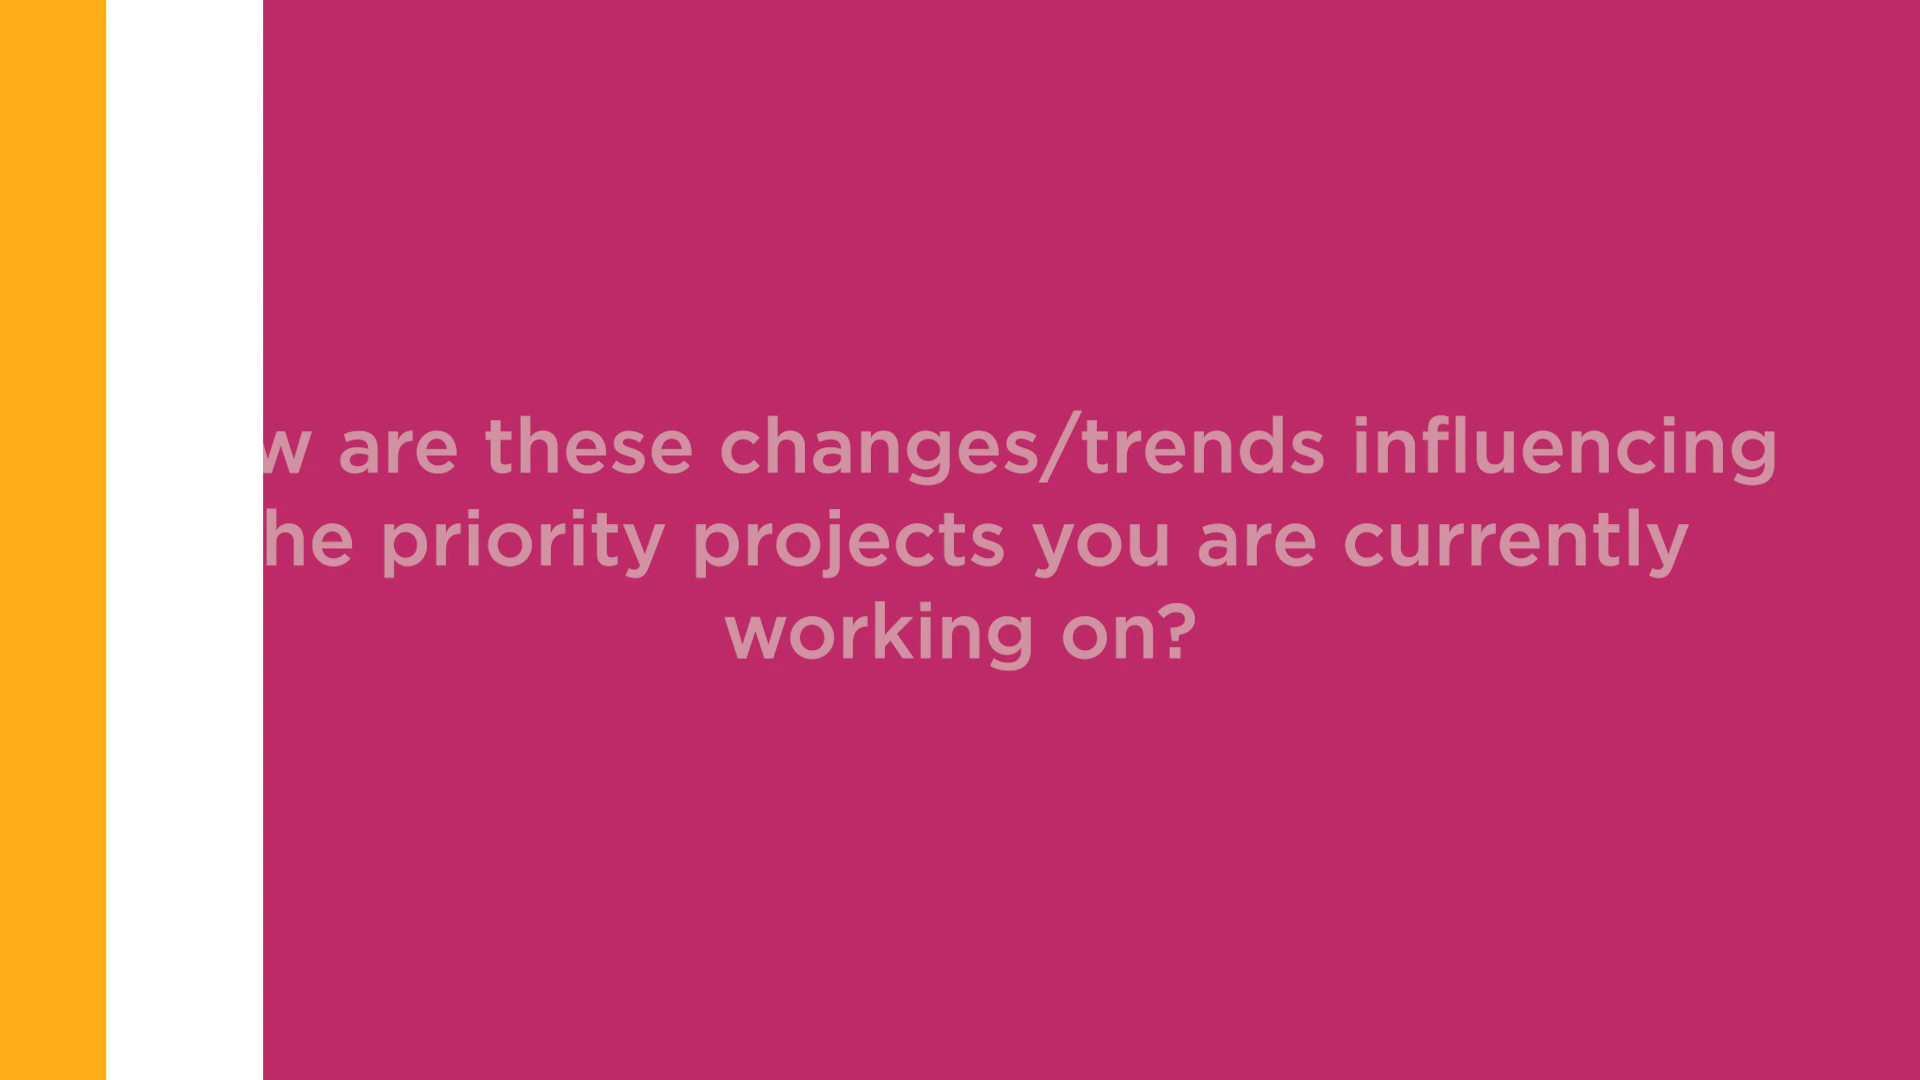 w are these changes/trends influencing
he priority projects you are currently
working on?